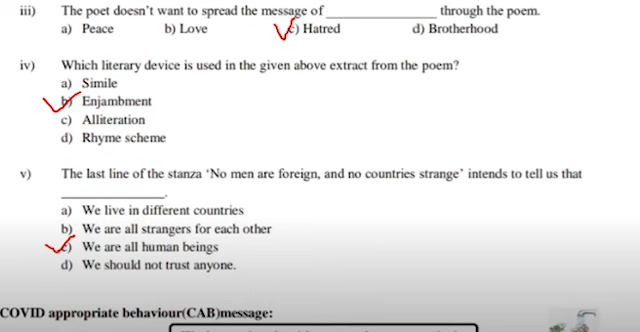 iii) The poet doesn't want to spread the message of ________________ through the poem.
a) Peace b) Love c) Hatred d) Brotherhood
iv) Which literary device is used in the given above extract from the poem?
a) Simile
b) Enjambment
c) Alliteration
d) Rhyme scheme
v) The last line of the stanza 'No men are foreign, and no countries strange' intends to tell us that
________________.
a) We live in different countries
b) We are all strangers for each other
c) We are all human beings
d) We should not trust anyone.
COVID appropriate behaviour(CAB)message: